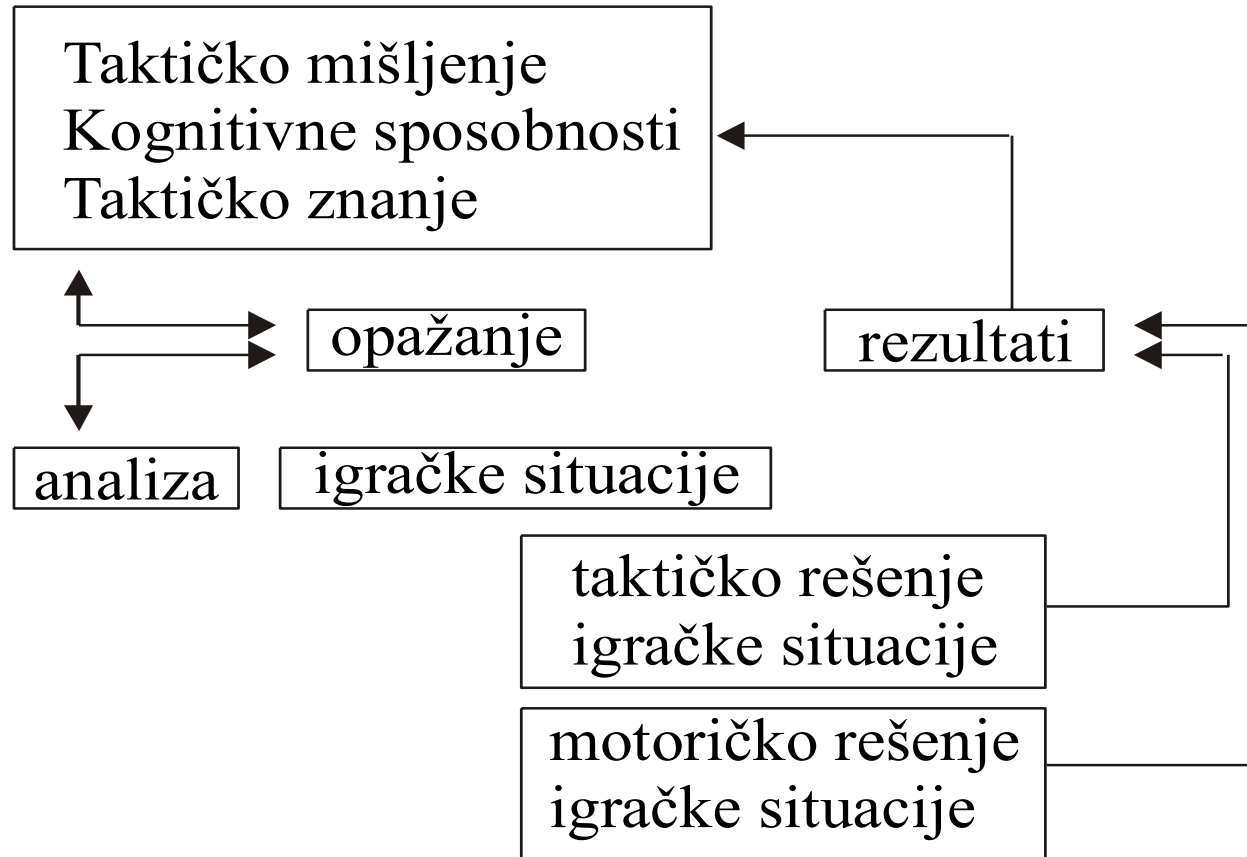 Taktičko mišljenje
Kognitivne sposobnosti
Taktičko znanje
opažanje
rezultati
analiza
igračke situacije
taktičko rešenje
igračke situacije
motoričko rešenje
igračke situacije